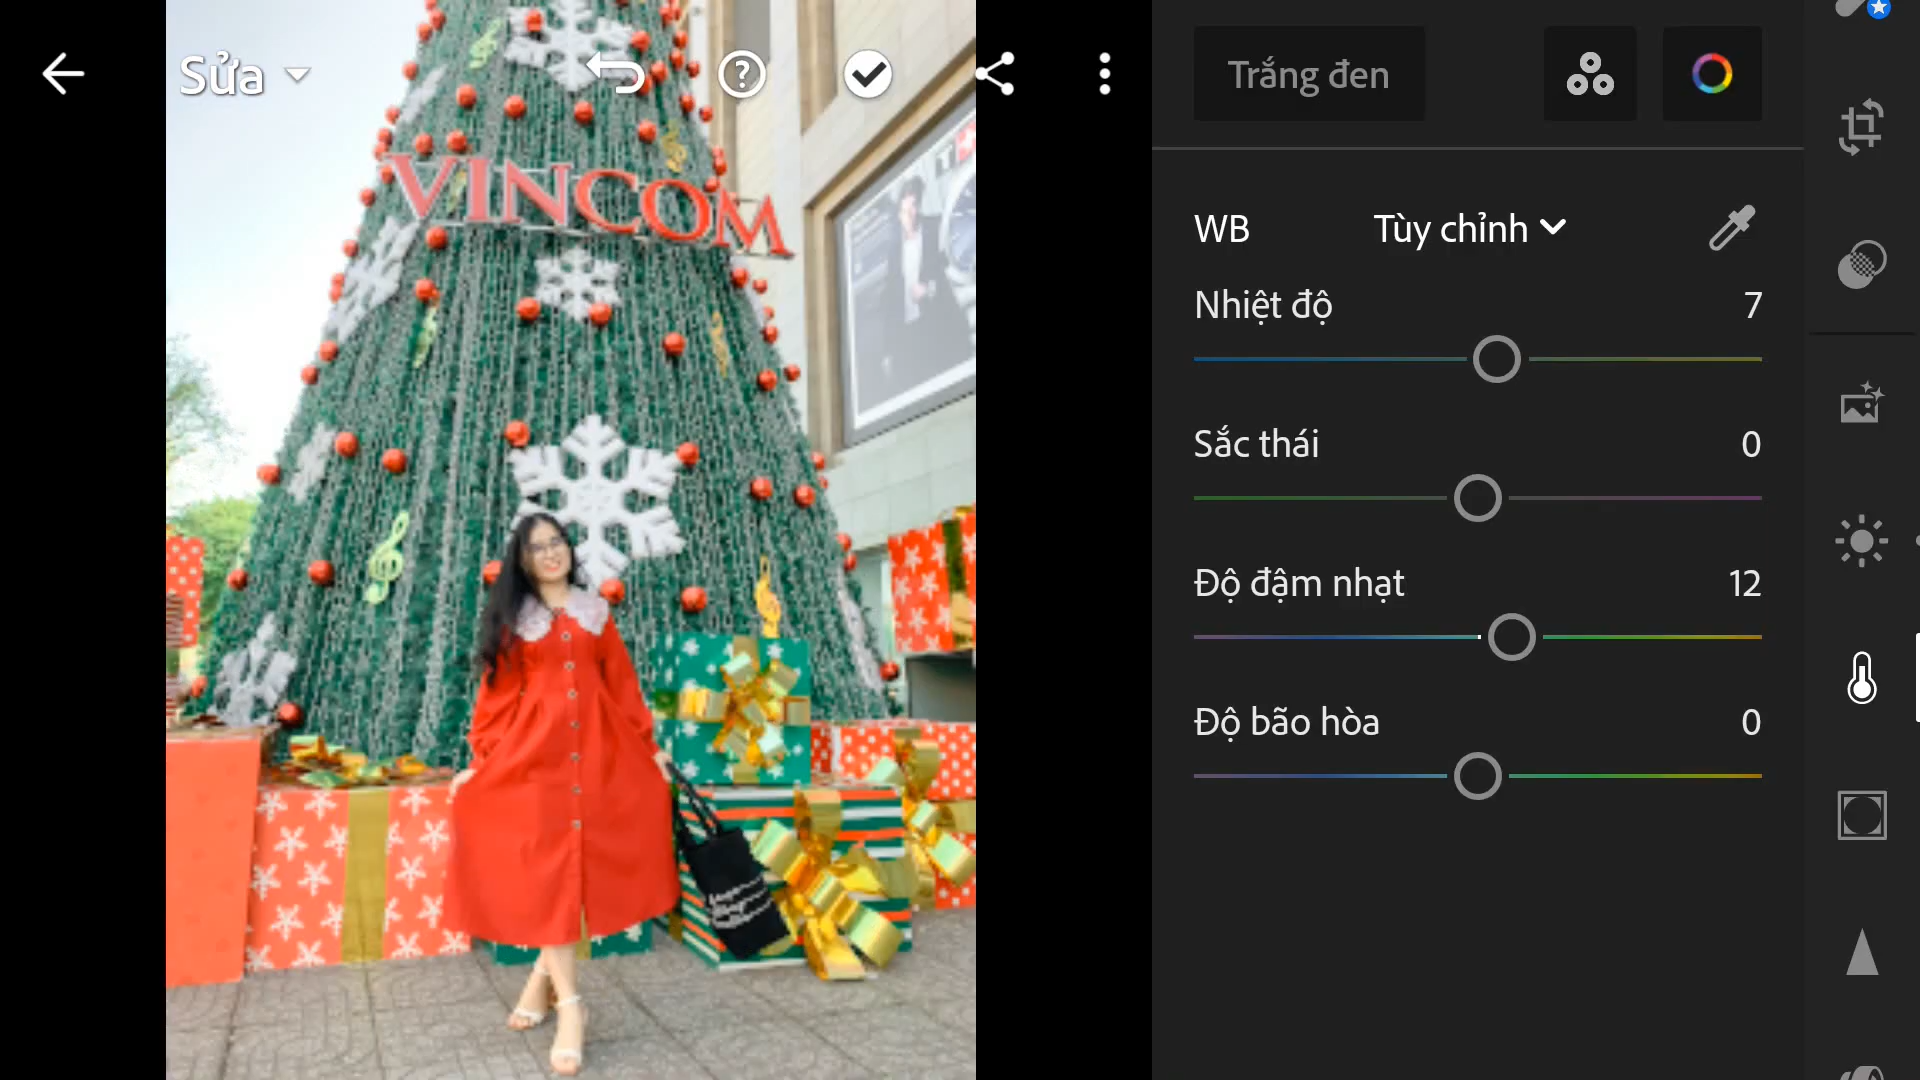 Sửa
Trắng đen
VINCOM
WB
Tùy chỉnh
Nhiệt độ
7
Sắc thái
0
Độ đậm nhạt
12
Độ bão hòa
0